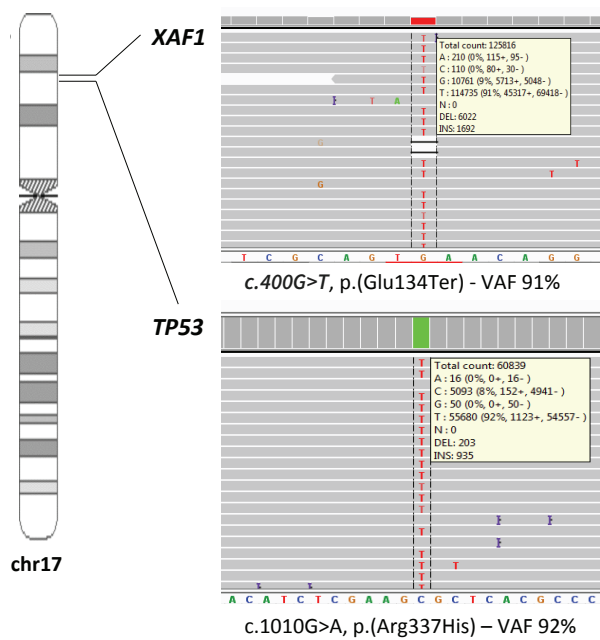 XAF1
T
T
T
T
T
T A
T
T
G
T T
T T
G
T
T
T
T
T
Total count: 125816
A : 210 (0%, 115+, 95- )
C : 110 (0%, 80+, 30- )
G : 10761 (9%, 5713+, 5048- )
T : 114735 (91%, 45317+, 69418- )
N : 0
DEL: 6022
INS: 1692
T C G C A G T G A A C A G G
c.400G>T, p.(Glu134Ter) - VAF 91%
TP53
T
T
T
T
T
T
T
T
T
T
T
T
T
T
T T
T
T
Total count: 60839
A : 16 (0%, 0+, 16- )
C : 5093 (8%, 152+, 4941- )
G : 50 (0%, 0+, 50- )
T : 55680 (92%, 1123+, 54557- )
N : 0
DEL: 203
INS: 935
A C A T C T C G A A G C G C T C A C G C C C
c.1010G>A, p.(Arg337His) – VAF 92%
chr17